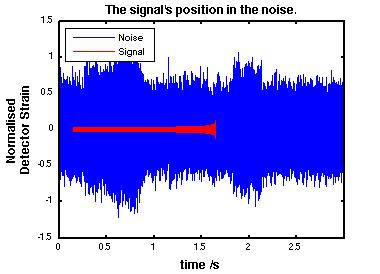 The signal's position in the noise.
Noise
Signal
Normalised
Detector Strain
1.5
1
0.5
0
-0.5
-1
-1.5
0 0.5 1 1.5 2 2.5
time /s